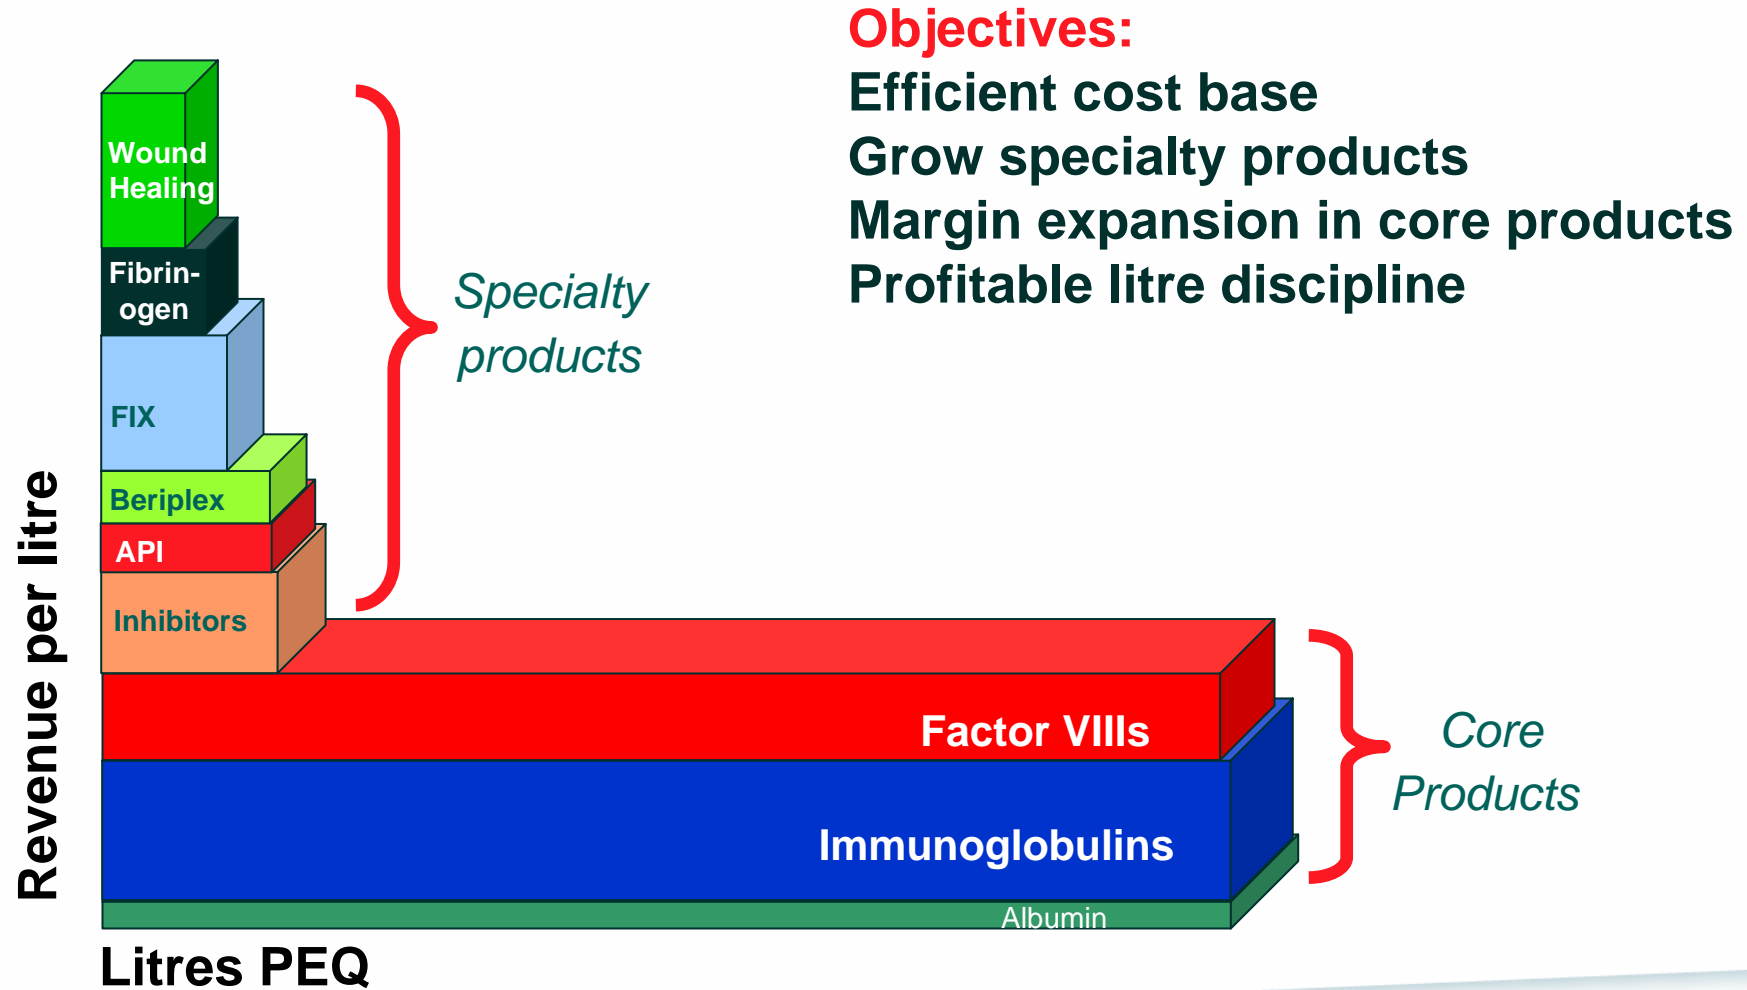 Objectives:
Efficient cost base
Grow specialty products
Margin expansion in core products
Profitable litre discipline
Wound
Healing
Fibrin-
ogen
FIX
Beriplex
API
Inhibitors
Specialty
products
Factor VIIIs
Immunoglobulins
Albumin
Core
Products
Revenue per litre
Litres PEQ